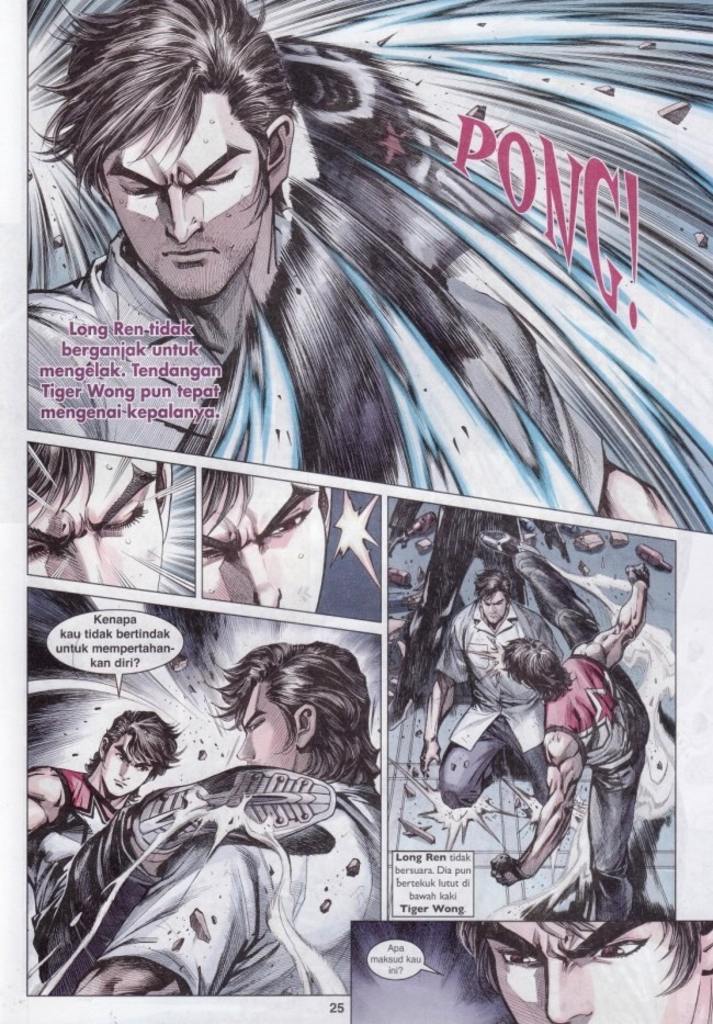 PONG!
Long Ren tidak
berganjak untuk
mengelak. Tendangan
Tiger Wong pun tepat
mengenai kepalanya.
Kenapa
kau tidak bertindak
untuk mempertahan-
kan diri?
Long Ren tidak
bersuara. Dia pun
bertekuk lutut di
bawah kaki
Tiger Wong.
Apa
maksud kau
ini?
25